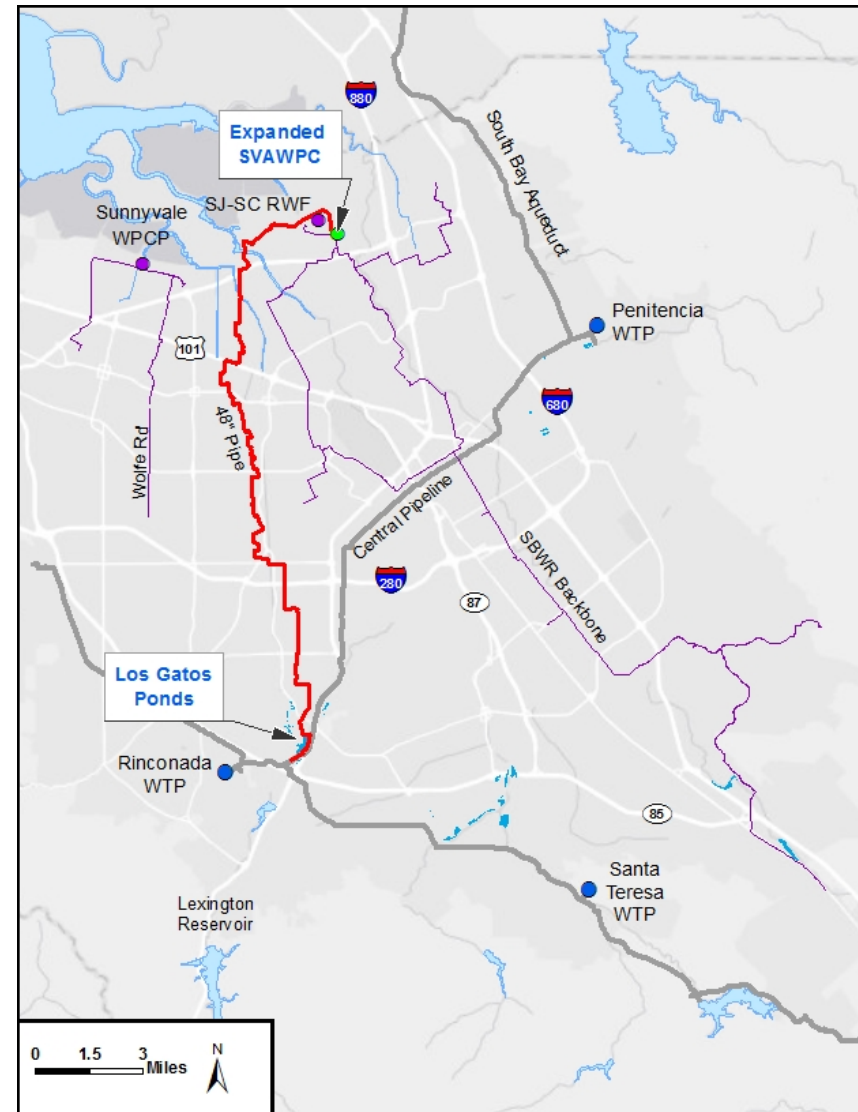 880
Expanded
SVAWPC
South Bay Aqueduct
SJ-SC RWF
Sunnyvale
WPCP
Penitencia
WTP
101
680
48" Pipe
Wolfe Rd
Central Pipeline
SBWR Backbone
280
87
Los Gatos
Ponds
Rinconada
WTP
85
Santa
Teresa
WTP
Lexington
Reservoir
0 1.5 3
Miles
N